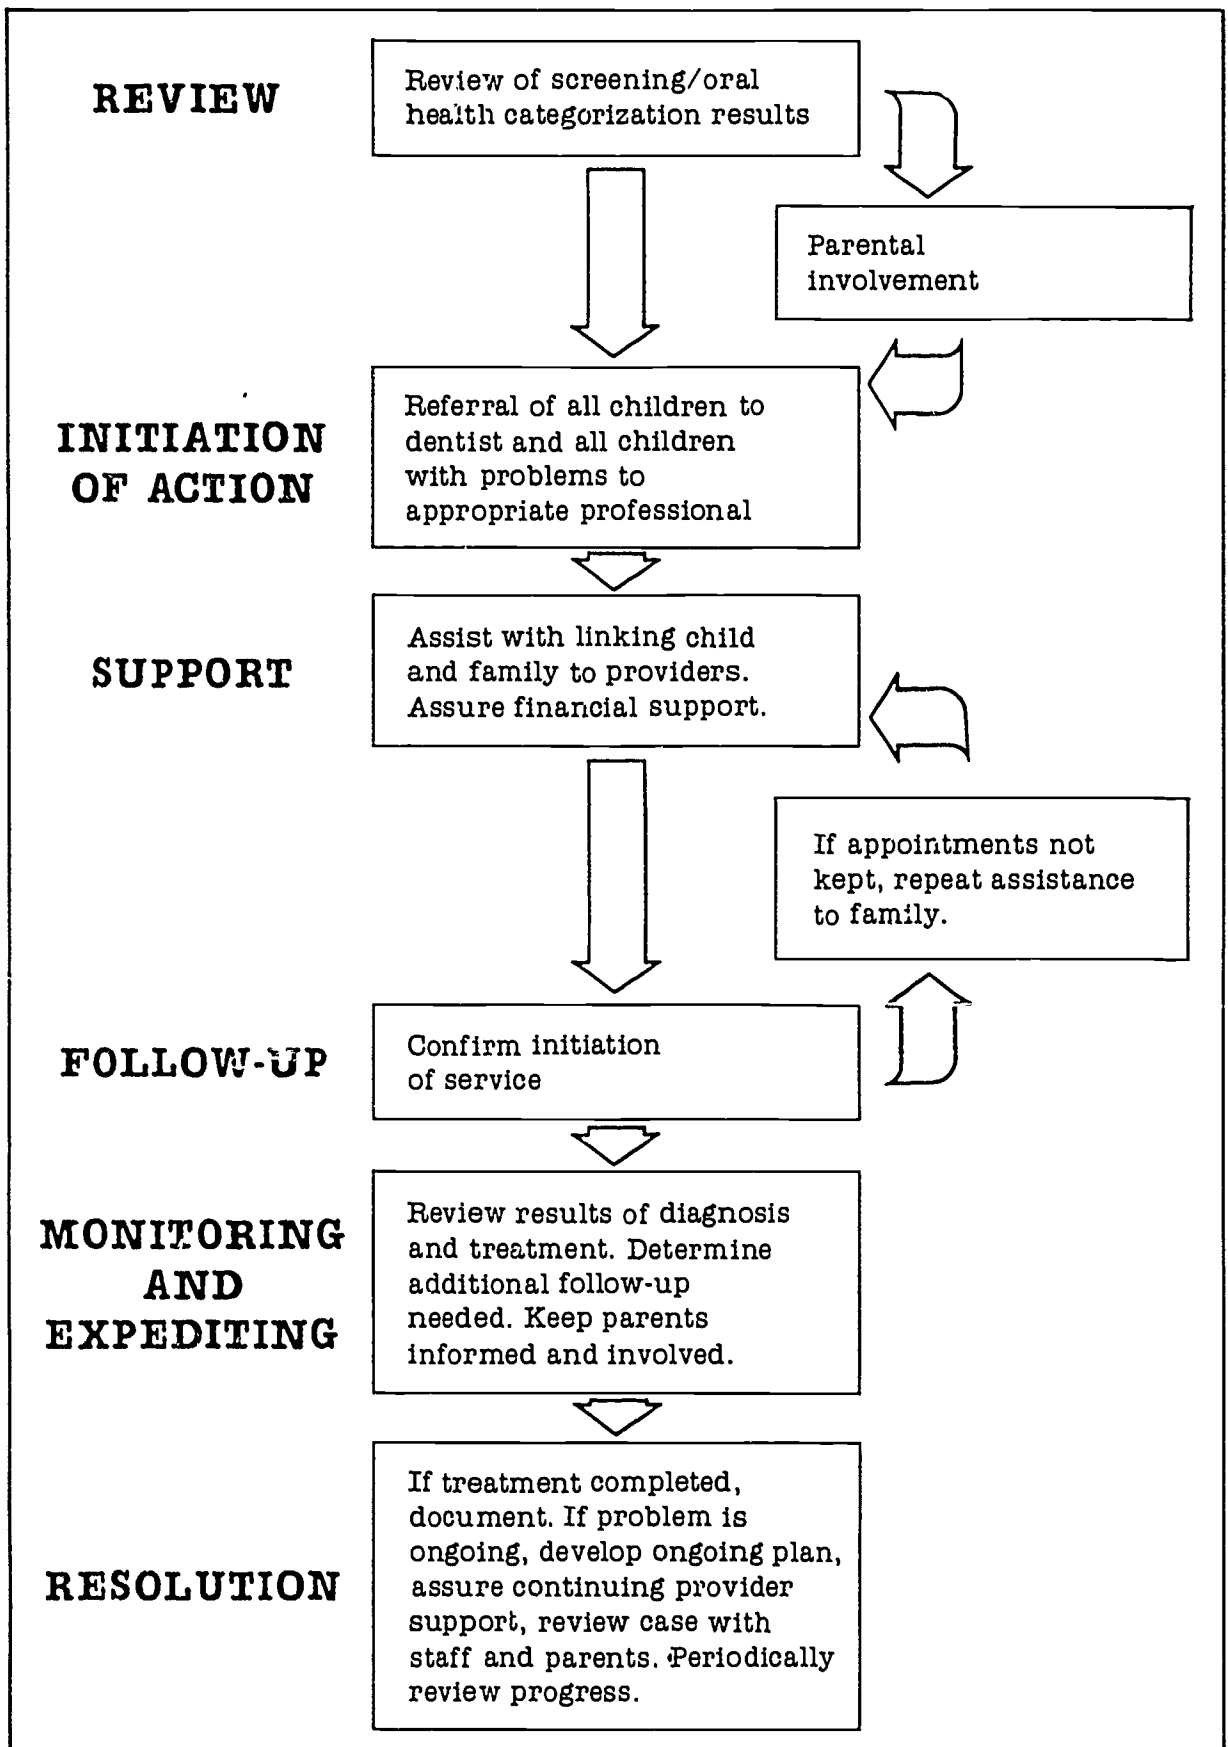 REVIEW
Review of screening/oral
health categorization results
Parental
involvement
INITIATION
OF ACTION
Referral of all children to
dentist and all children
with problems to
appropriate professional
SUPPORT
Assist with linking child
and family to providers.
Assure financial support.
If appointments not
kept, repeat assistance
to family.
FOLLOW-UP
Confirm initiation
of service
MONITORING
AND
EXPEDITING
Review results of diagnosis
and treatment. Determine
additional follow-up
needed. Keep parents
informed and involved.
RESOLUTION
If treatment completed,
document. If problem is
ongoing, develop ongoing plan,
assure continuing provider
support, review case with
staff and parents. Periodically
review progress.